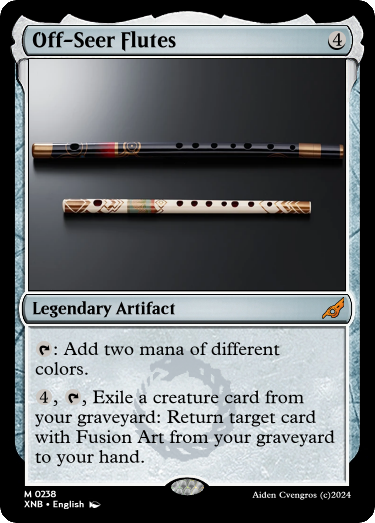 Off-Seer Flutes 4
Legendary Artifact
: Add two mana of different
colors.
4, , Exile a creature card from
your graveyard: Return target card
with Fusion Art from your graveyard
to your hand.
M 0238
XNB • English Aiden Cvengros (c)2024